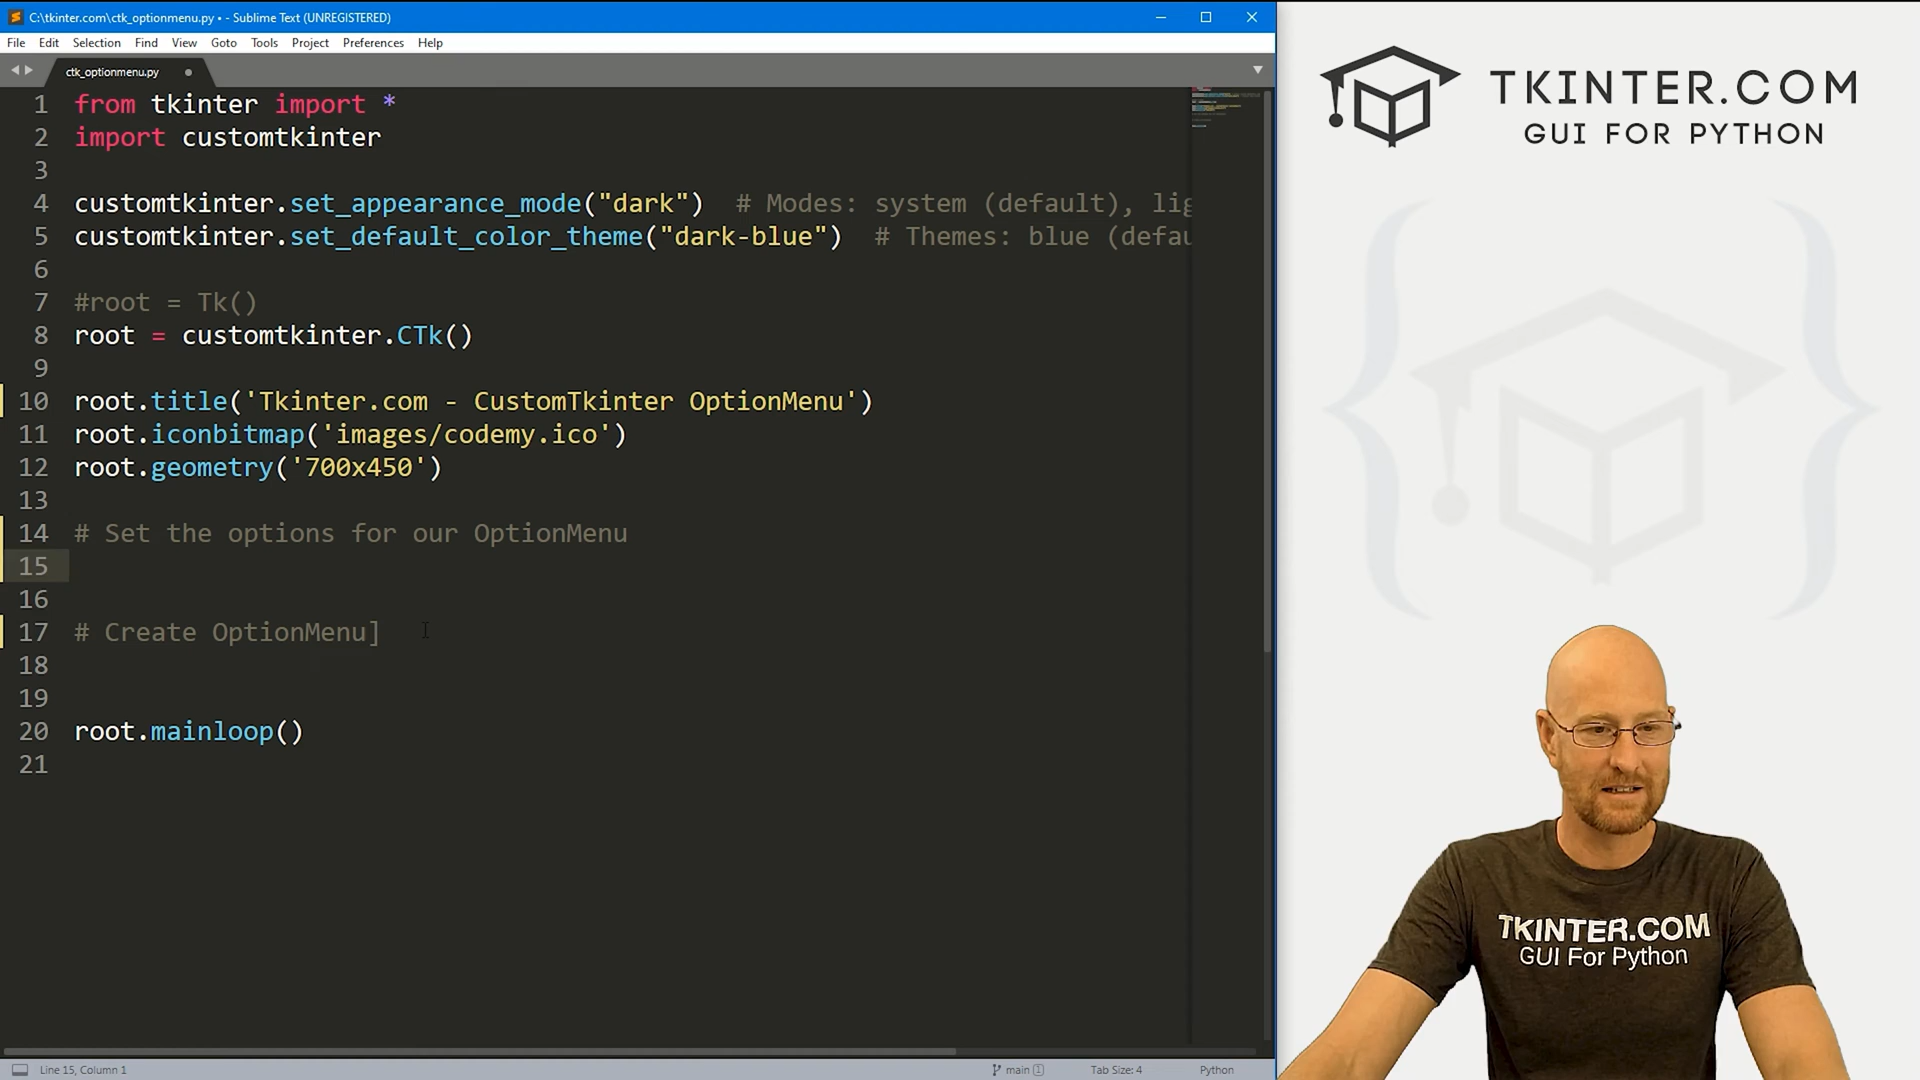 C:\tkinter.com\ctk_optionmenu.py • - Sublime Text (UNREGISTERED)
File Edit Selection Find View Goto Tools Project Preferences Help
ctk_optionmenu.py
1 from tkinter import *
2 import customtkinter
3
4 customtkinter.set_appearance_mode("dark")  # Modes: system (default), lig
5 customtkinter.set_default_color_theme("dark-blue")  # Themes: blue (defau
6
7 #root = Tk()
8 root = customtkinter.CTk()
9
10 root.title('Tkinter.com - CustomTkinter OptionMenu')
11 root.iconbitmap('images/codemy.ico')
12 root.geometry('700x450')
13
14 # Set the options for our OptionMenu
15
16
17 # Create OptionMenu]
18
19
20 root.mainloop()
21
Line 15, Column 1
main 1
Tab Size: 4
Python
TKINTER.COM
GUI FOR PYTHON
TKINTER.COM
GUI For Python